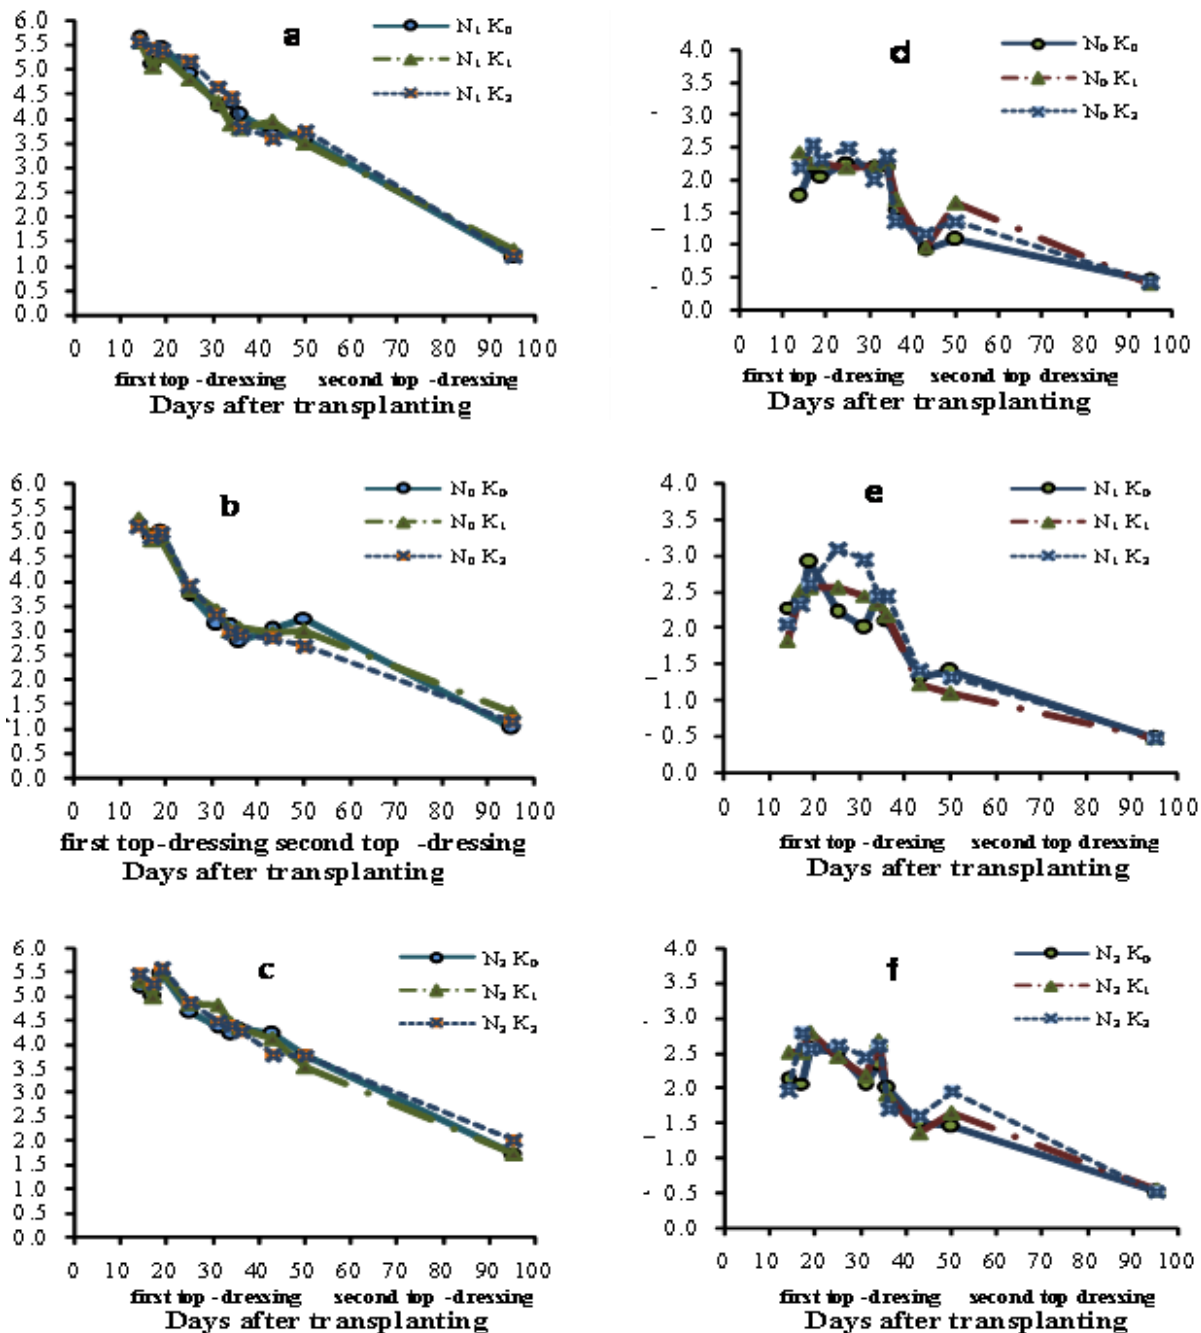 a
6.0
5.5
5.0
4.5
4.0
3.5
3.0
2.5
2.0
1.5
1.0
0.5
0.0
N₁ K₀
N₁ K₁
N₁ K₂
0 10 20 30 40 50 60 70 80 90 100
first top -dressing second top -dressing
Days after transplanting
d
4.0
3.5
3.0
2.5
2.0
1.5
1.0
0.5
0.0
N₀ K₀
N₀ K₁
N₀ K₂
0 10 20 30 40 50 60 70 80 90 100
first top -dresing second top dressing
Days after transplanting
b
6.0
5.5
5.0
4.5
4.0
3.5
3.0
2.5
2.0
1.5
1.0
0.5
0.0
N₀ K₀
N₀ K₁
N₀ K₂
0 10 20 30 40 50 60 70 80 90 100
first top-dressing second top -dressing
Days after transplanting
e
4.0
3.5
3.0
2.5
2.0
1.5
1.0
0.5
0.0
N₁ K₀
N₁ K₁
N₁ K₂
0 10 20 30 40 50 60 70 80 90 100
first top -dresing second top dressing
Days after transplanting
c
6.0
5.5
5.0
4.5
4.0
3.5
3.0
2.5
2.0
1.5
1.0
0.5
0.0
N₂ K₀
N₂ K₁
N₂ K₂
0 10 20 30 40 50 60 70 80 90 100
first top -dressing second top -dressing
Days after transplanting
f
4.0
3.5
3.0
2.5
2.0
1.5
1.0
0.5
0.0
N₂ K₀
N₂ K₁
N₂ K₂
0 10 20 30 40 50 60 70 80 90 100
first top -dresing second top dressing
Days after transplanting